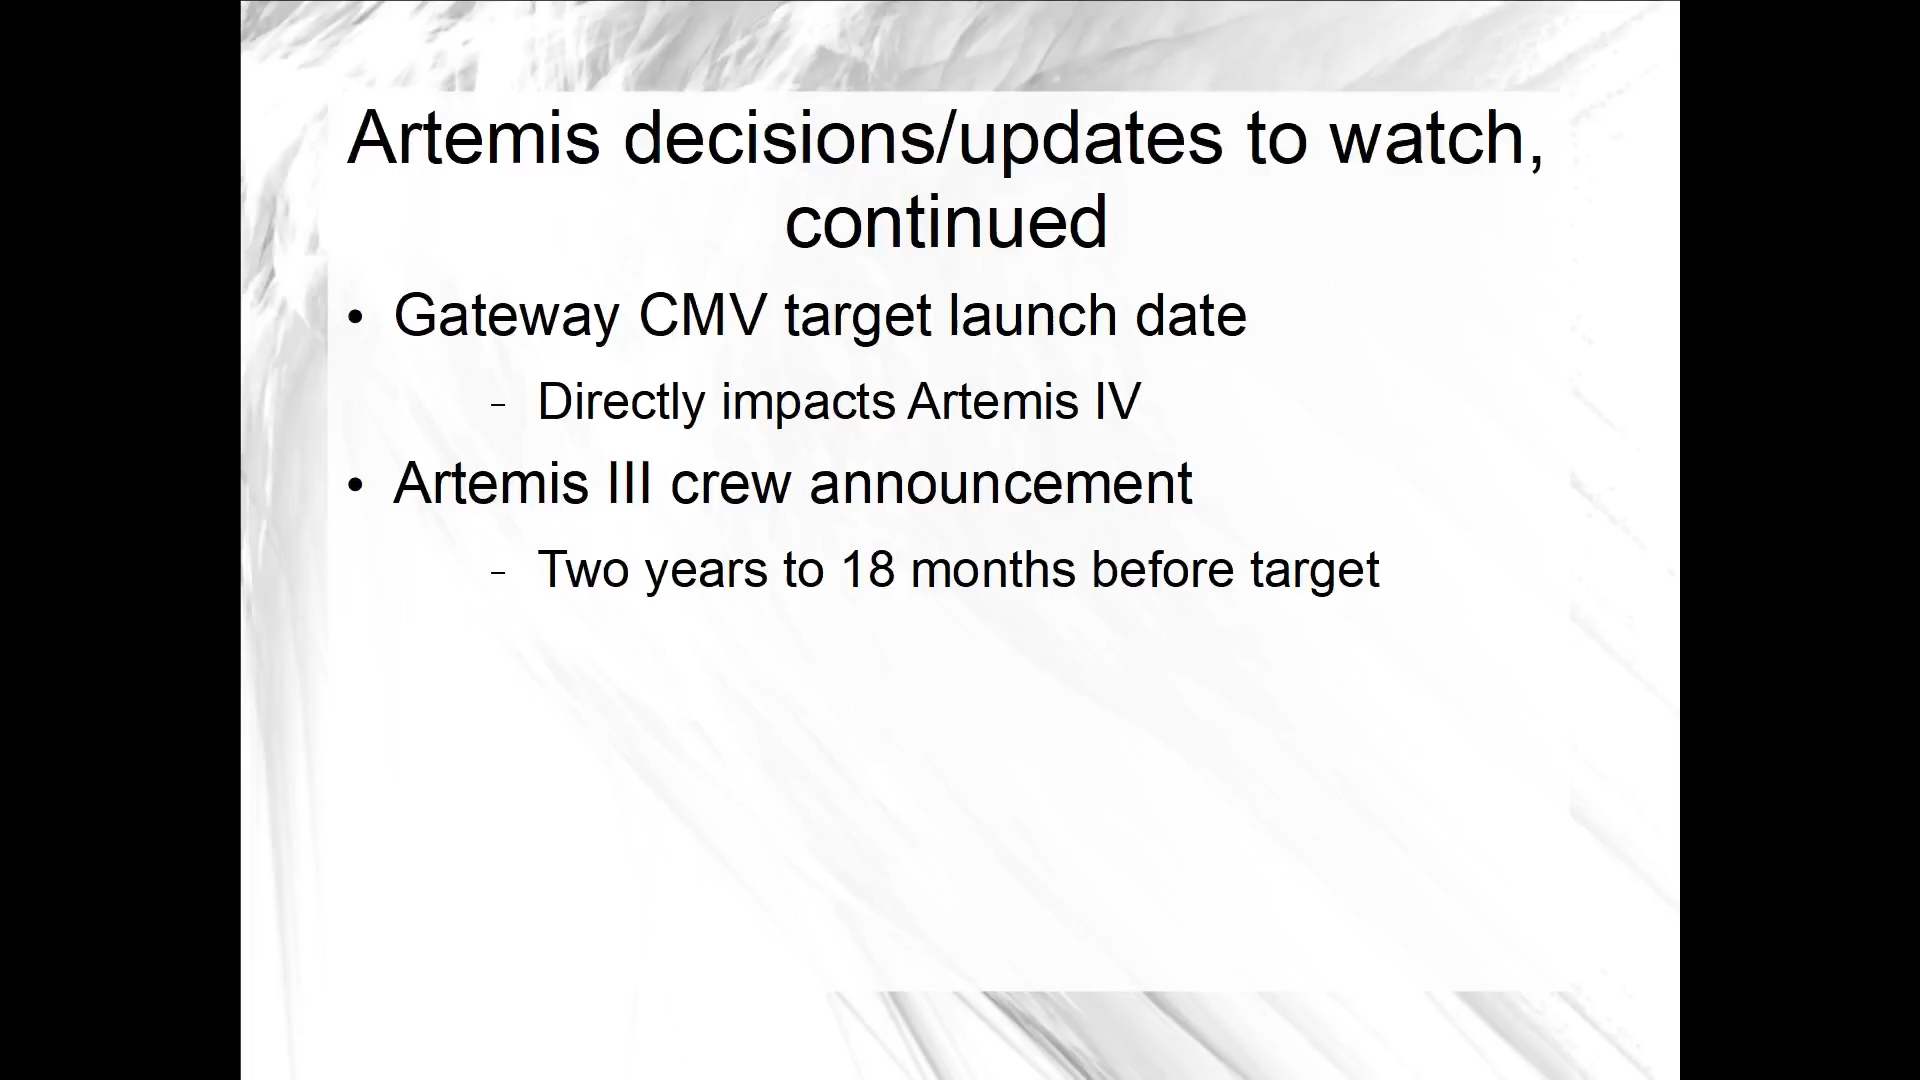 Artemis decisions/updates to watch,
continued
• Gateway CMV target launch date
– Directly impacts Artemis IV
• Artemis III crew announcement
– Two years to 18 months before target